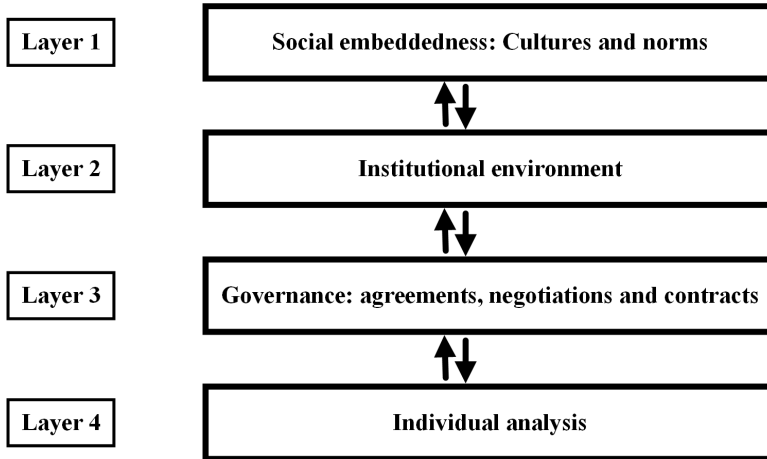 Layer 1
Social embeddedness: Cultures and norms
Layer 2
Institutional environment
Layer 3
Governance: agreements, negotiations and contracts
Layer 4
Individual analysis